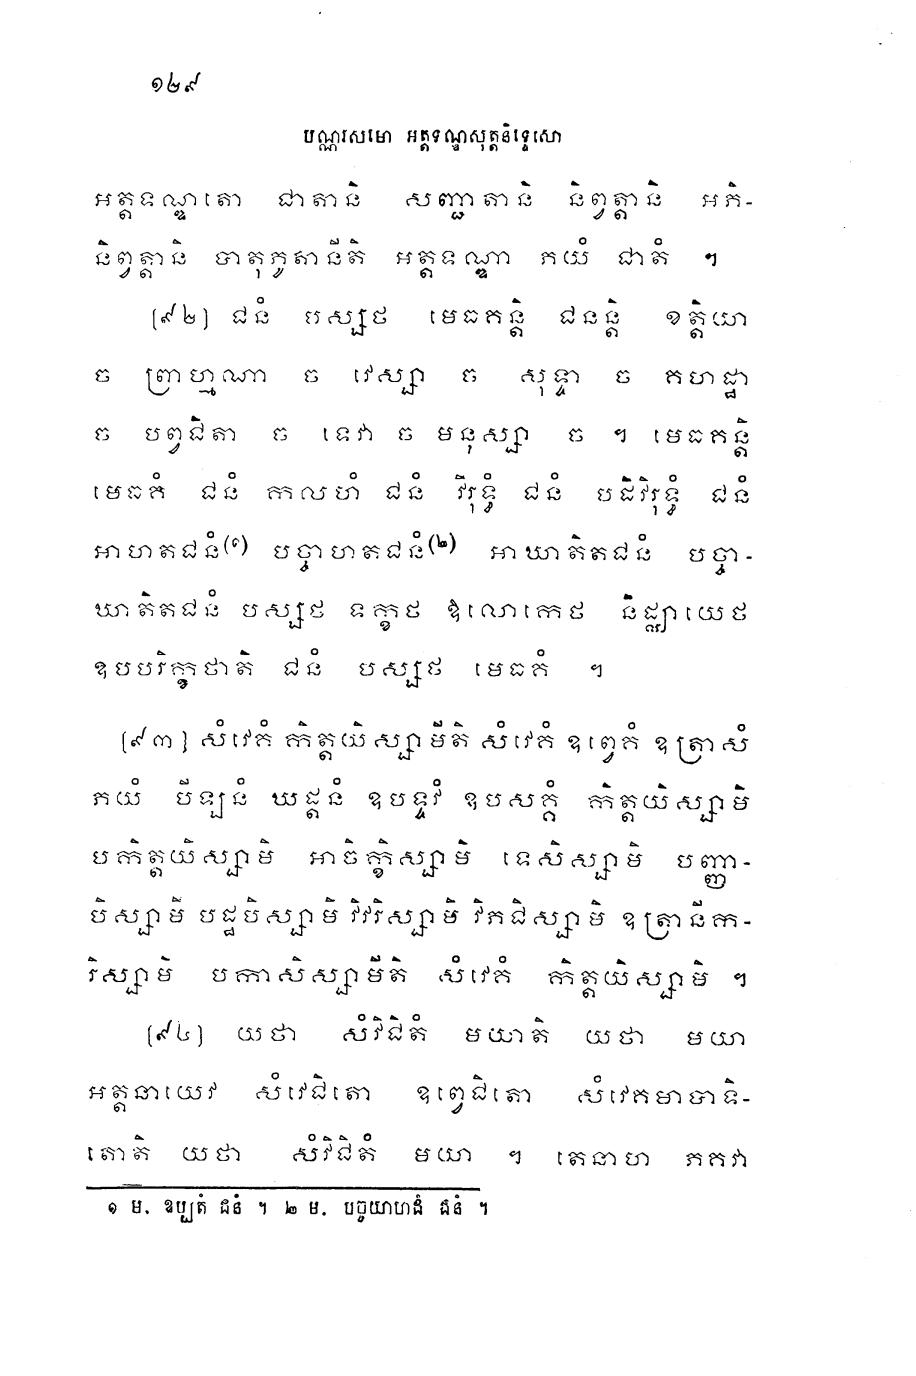 ១២៩
បណ្ណរសមោ អត្តទណ្ឌសុត្តនិទ្ទេសោ
អត្តទណ្ឌតោ ជាតានិ សញ្ជាតានិ និព្វត្តានិ អភិ-
និព្វត្តានិ បាតុភូតានីតិ អត្តទណ្ឌា ភយំ ជាតំ ។
[៩២] ជនំ បស្សថ មេធកន្តិ ជនន្តិ ខត្តិយា
ច ព្រាហ្មណា ច វេស្សា ច សុទ្ទា ច គហដ្ឋា
ច បព្វជិតា ច ទេវា ច មនុស្សា ច ។ មេធកន្តិ
មេធកំ ជនំ កលហំ ជនំ វិរុទ្ធំ ជនំ បដិវិរុទ្ធំ ជនំ
អាហតជនំ(១) បច្ចាហតជនំ(២) អាឃាតិតជនំ បច្ចា-
ឃាតិតជនំ បស្សថ ទក្ខថ ឱលោកេថ និជ្ឈាយេថ
ឧបបរិក្ខថាតិ ជនំ បស្សថ មេធកំ ។
[៩៣] សំវេគំ កិត្តយិស្សាមីតិ សំវេគំ ឧព្វេគំ ឧត្រាសំ
ភយំ បីឡនំ ឃដ្ដនំ ឧបទ្ទវំ ឧបសគ្គំ កិត្តយិស្សាមិ
បកិត្តយិស្សាមិ អាចិក្ខិស្សាមិ ទេសិស្សាមិ បញ្ញា-
បិស្សាមិ បដ្ឋបិស្សាមិ វិវរិស្សាមិ វិភជិស្សាមិ ឧត្តានីក-
រិស្សាមិ បកាសិស្សាមីតិ សំវេគំ កិត្តយិស្សាមិ ។
[៩៤] យថា សំវិជិតំ មយាតិ យថា មយា
អត្តនាយេវ សំវេជិតោ ឧព្វេជិតោ សំវេគមាបាទិ-
តោតិ យថា សំវិជិតំ មយា ។ តេនាហ ភគវា
១ ម. ឧប្បតំ ជនំ ។ ២ ម. បច្ចុយាហនំ ជនំ ។